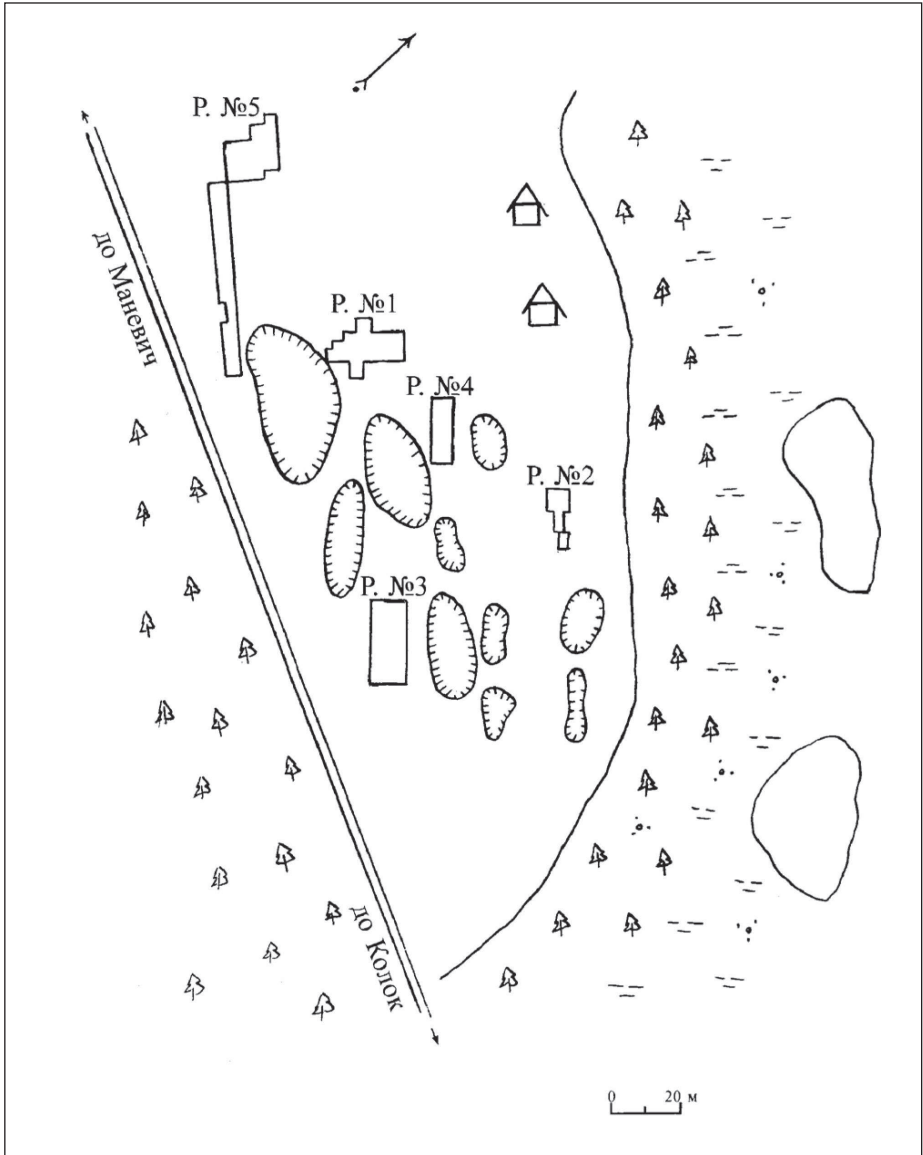 Р. №5
до Маневич
Р. №1
Р. №4
Р. №2
Р. №3
до Колок
0 20 м